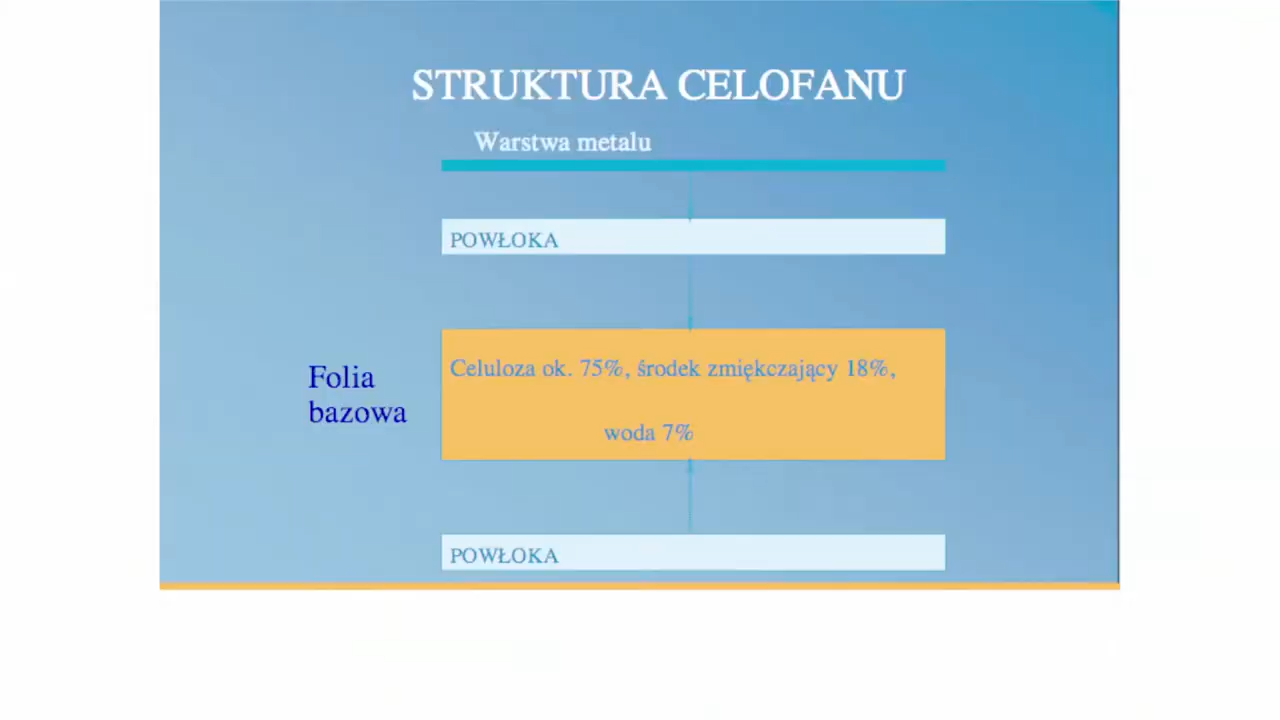 STRUKTURA CELOFANU
Warstwa metalu
POWŁOKA
Folia
bazowa
Celuloza ok. 75%, środek zmiękczający 18%,
woda 7%
POWŁOKA